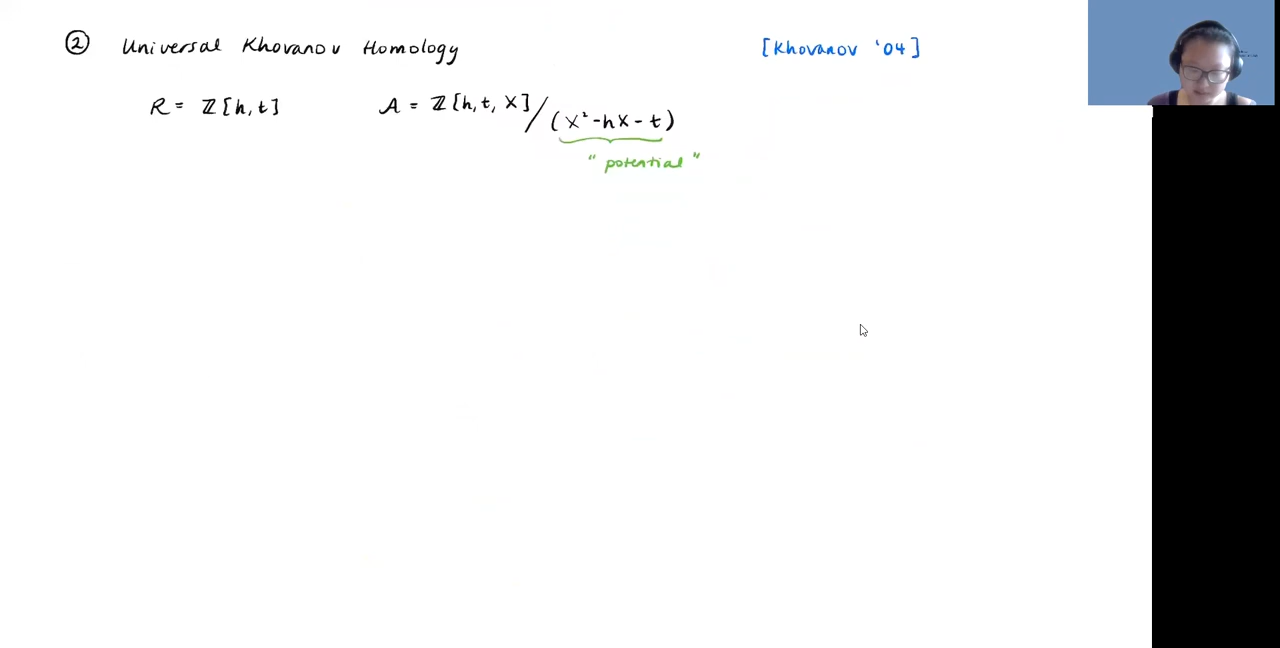 ② Universal Khovanov Homology [Khovanov '04]
R = ℤ[h,t] A = ℤ[h,t,X]/(X²-hX-t)
"potential"